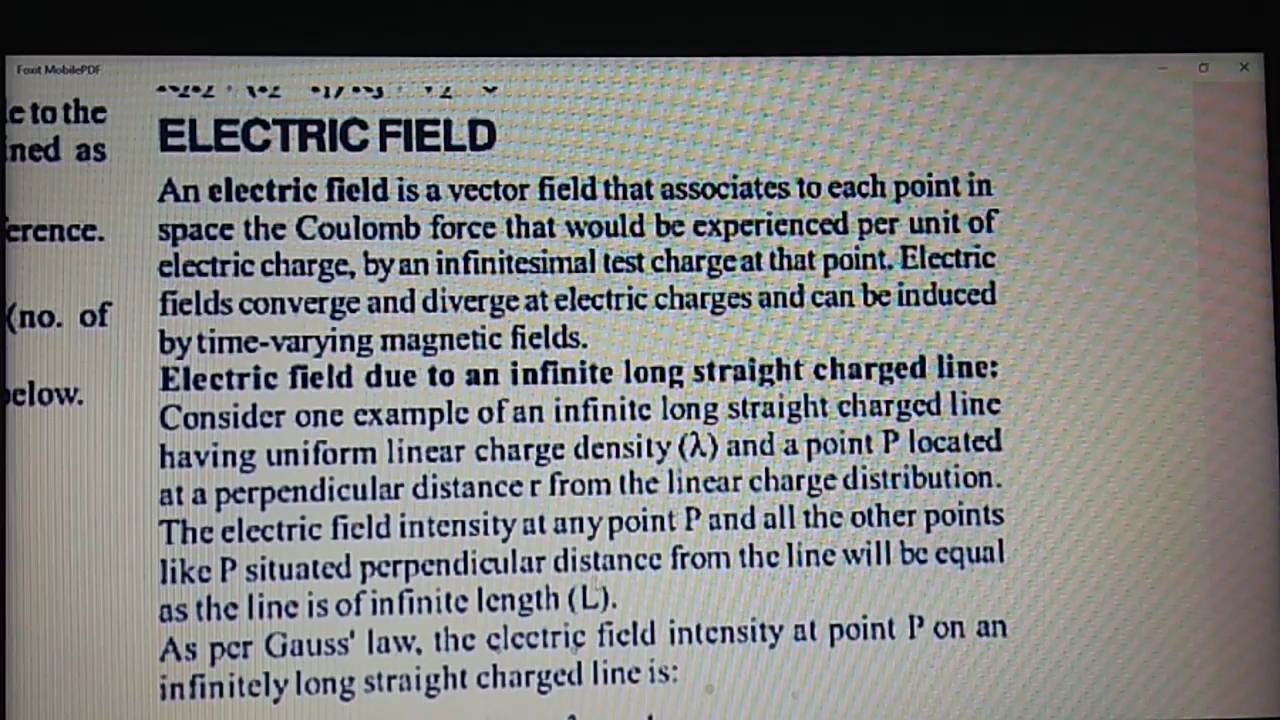 Foxit MobilePDF
e to the
ned as
erence.
(no. of
elow.
ELECTRIC FIELD
An electric field is a vector field that associates to each point in
space the Coulomb force that would be experienced per unit of
electric charge, by an infinitesimal test charge at that point. Electric
fields converge and diverge at electric charges and can be induced
by time-varying magnetic fields.
Electric field due to an infinite long straight charged line:
Consider one example of an infinite long straight charged line
having uniform linear charge density (λ) and a point P located
at a perpendicular distance r from the linear charge distribution.
The electric field intensity at any point P and all the other points
like P situated perpendicular distance from the line will be equal
as the line is of infinite length (L).
As per Gauss' law, the electric field intensity at point P on an
infinitely long straight charged line is: